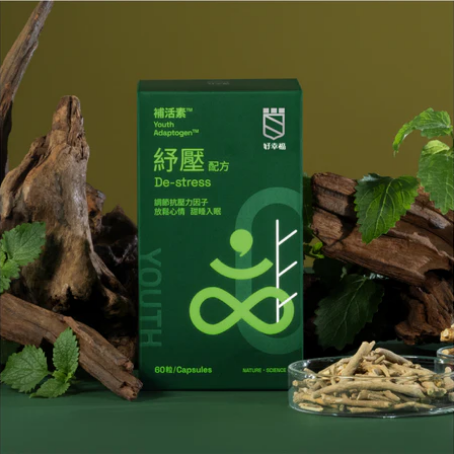 補活素™
Youth
Adaptogen™
好幸福
紓壓 配方
De-stress
調節抗壓力因子
放鬆心情 甜睡入眠
YOUTH
60粒/Capsules
NATURE · SCIENCE